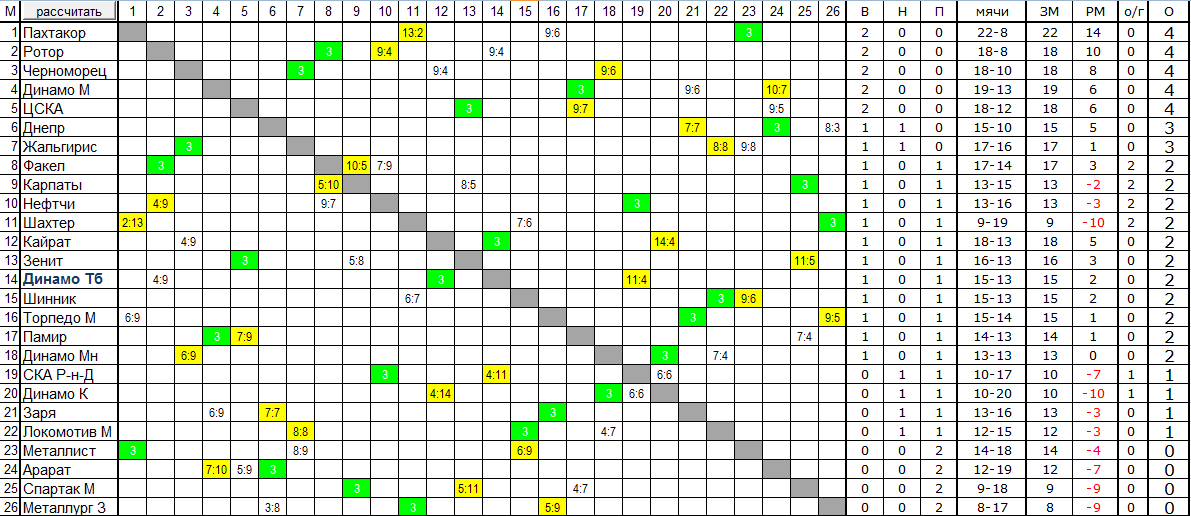 М рассчитать 1 2 3 4 5 6 7 8 9 10 11 12 13 14 15 16 17 18 19 20 21 22 23 24 25 26 В Н П мячи ЗМ РМ о/г О
1 Пахтакор 13:2 9:6 3 2 0 0 22-8 22 14 0 4
2 Ротор 3 9:4 9:4 2 0 0 18-8 18 10 0 4
3 Черноморец 3 9:4 9:6 2 0 0 18-10 18 8 0 4
4 Динамо М 3 9:6 10:7 2 0 0 19-13 19 6 0 4
5 ЦСКА 3 9:7 9:5 2 0 0 18-12 18 6 0 4
6 Днепр 7:7 3 8:3 1 1 0 15-10 15 5 0 3
7 Жальгирис 3 8:8 9:8 1 1 0 17-16 17 1 0 3
8 Факел 3 10:5 7:9 1 0 1 17-14 17 3 2 2
9 Карпаты 5:10 8:5 3 1 0 1 13-15 13 -2 2 2
10 Нефтчи 4:9 9:7 3 1 0 1 13-16 13 -3 2 2
11 Шахтер 2:13 7:6 3 1 0 1 9-19 9 -10 2 2
12 Кайрат 4:9 3 14:4 1 0 1 18-13 18 5 0 2
13 Зенит 3 5:8 11:5 1 0 1 16-13 16 3 0 2
14 Динамо Тб 4:9 3 11:4 1 0 1 15-13 15 2 0 2
15 Шинник 6:7 3 9:6 1 0 1 15-13 15 2 0 2
16 Торпедо М 6:9 3 9:5 1 0 1 15-14 15 1 0 2
17 Памир 3 7:9 7:4 1 0 1 14-13 14 1 0 2
18 Динамо Мн 6:9 3 7:4 1 0 1 13-13 13 0 0 2
19 СКА Р-н-Д 3 4:11 6:6 0 1 1 10-17 10 -7 1 1
20 Динамо К 4:14 3 6:6 0 1 1 10-20 10 -10 1 1
21 Заря 6:9 7:7 3 0 1 1 13-16 13 -3 0 1
22 Локомотив М 8:8 3 4:7 0 1 1 12-15 12 -3 0 1
23 Металлист 3 8:9 6:9 0 0 2 14-18 14 -4 0 0
24 Арарат 7:10 5:9 3 0 0 2 12-19 12 -7 0 0
25 Спартак М 3 5:11 4:7 0 0 2 9-18 9 -9 0 0
26 Металлург З 3:8 3 5:9 0 0 2 8-17 8 -9 0 0